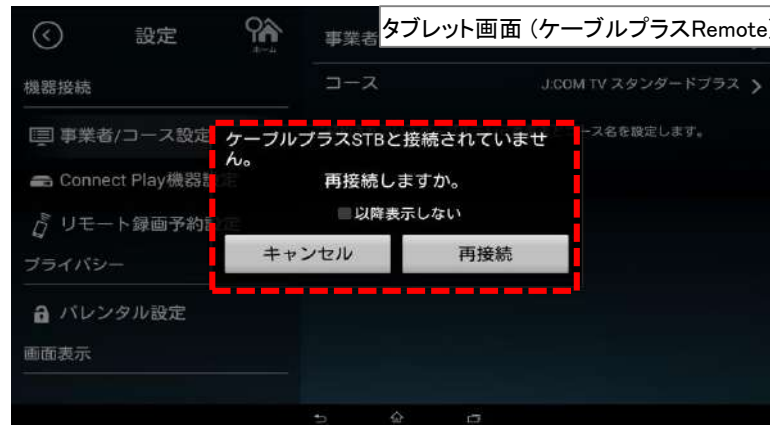 タブレット画面 (ケーブルプラスRemote)
設定
ホーム
事業者
機器接続
コース
J:COM TV スタンダードプラス
事業者/コース設定
ース名を設定します。
ケーブルプラスSTBと接続されていませ
ん。
再接続しますか。
以降表示しない
キャンセル
再接続
Connect Play機器設定
リモート録画予約設定
プライバシー
パレンタル設定
画面表示